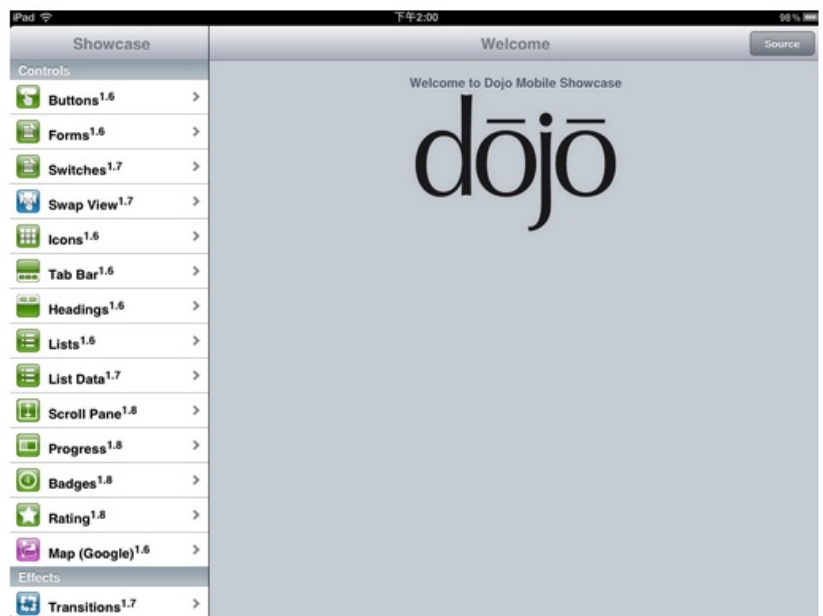 iPad 下午2:00 98%
Showcase
Welcome
Source
Controls
Buttons1.6
Forms1.6
Switches1.7
Swap View1.7
Icons1.6
Tab Bar1.6
Headings1.6
Lists1.6
List Data1.7
Scroll Pane1.8
Progress1.8
Badges1.8
Rating1.8
Map (Google)1.6
Effects
Transitions1.7
Welcome to Dojo Mobile Showcase
dōjō